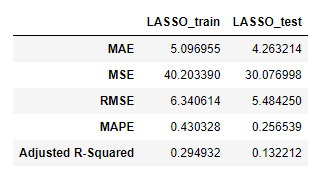 LASSO_train LASSO_test
MAE 5.096955 4.263214
MSE 40.203390 30.076998
RMSE 6.340614 5.484250
MAPE 0.430328 0.256539
Adjusted R-Squared 0.294932 0.132212